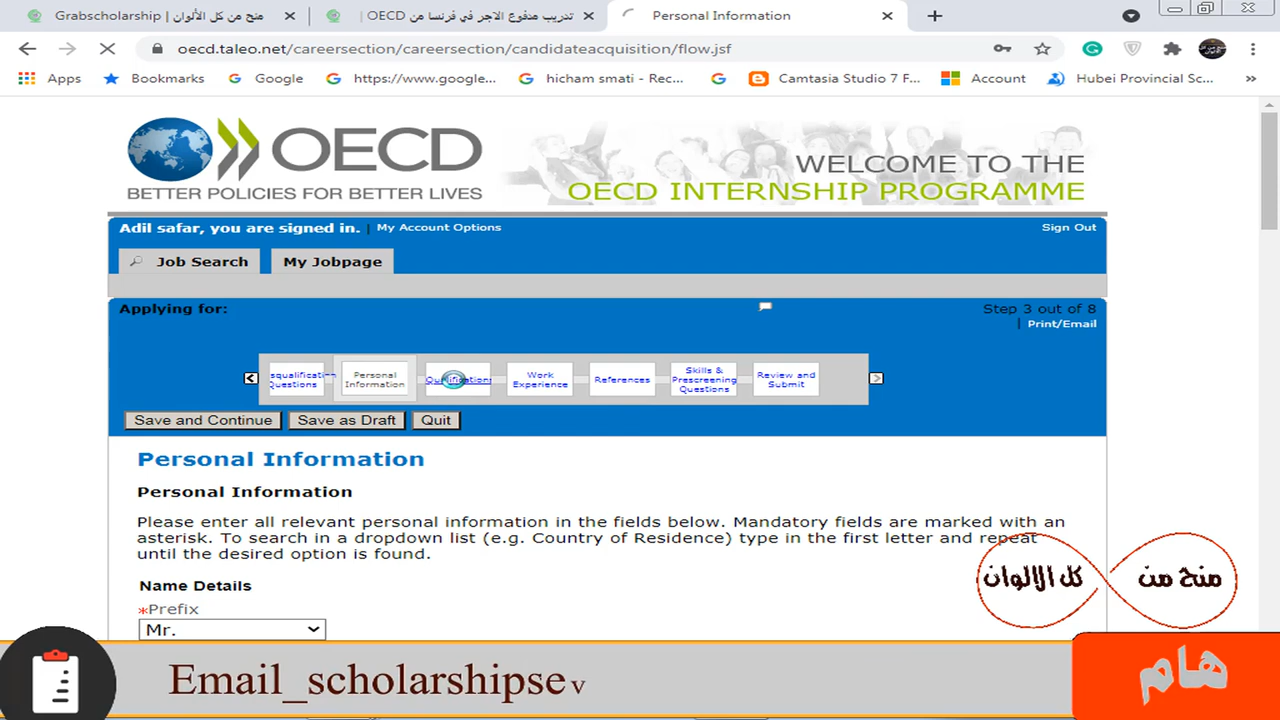 Grabscholarship | منح من كل الألوان
تدريب مدفوع الاجر في فرنسا من OECD |
Personal Information
oecd.taleo.net/careersection/careersection/candidateacquisition/flow.jsf
Apps
Bookmarks
Google
https://www.google...
hicham smati - Rec...
Camtasia Studio 7 F...
Account
Hubei Provincial Sc...
»
OECD
BETTER POLICIES FOR BETTER LIVES
WELCOME TO THE
OECD INTERNSHIP PROGRAMME
Adil safar, you are signed in. | My Account Options
Sign Out
Job Search
My Jobpage
Applying for:
Step 3 out of 8
| Print/Email
squalification Questions
Personal Information
Qualifications
Work Experience
References
Skills & Prescreening Questions
Review and Submit
Save and Continue
Save as Draft
Quit
Personal Information
Personal Information
Please enter all relevant personal information in the fields below. Mandatory fields are marked with an
asterisk. To search in a dropdown list (e.g. Country of Residence) type in the first letter and repeat
until the desired option is found.
Name Details
*Prefix
Mr.
منح من كل الالوان
Email_scholarshipsev
هام